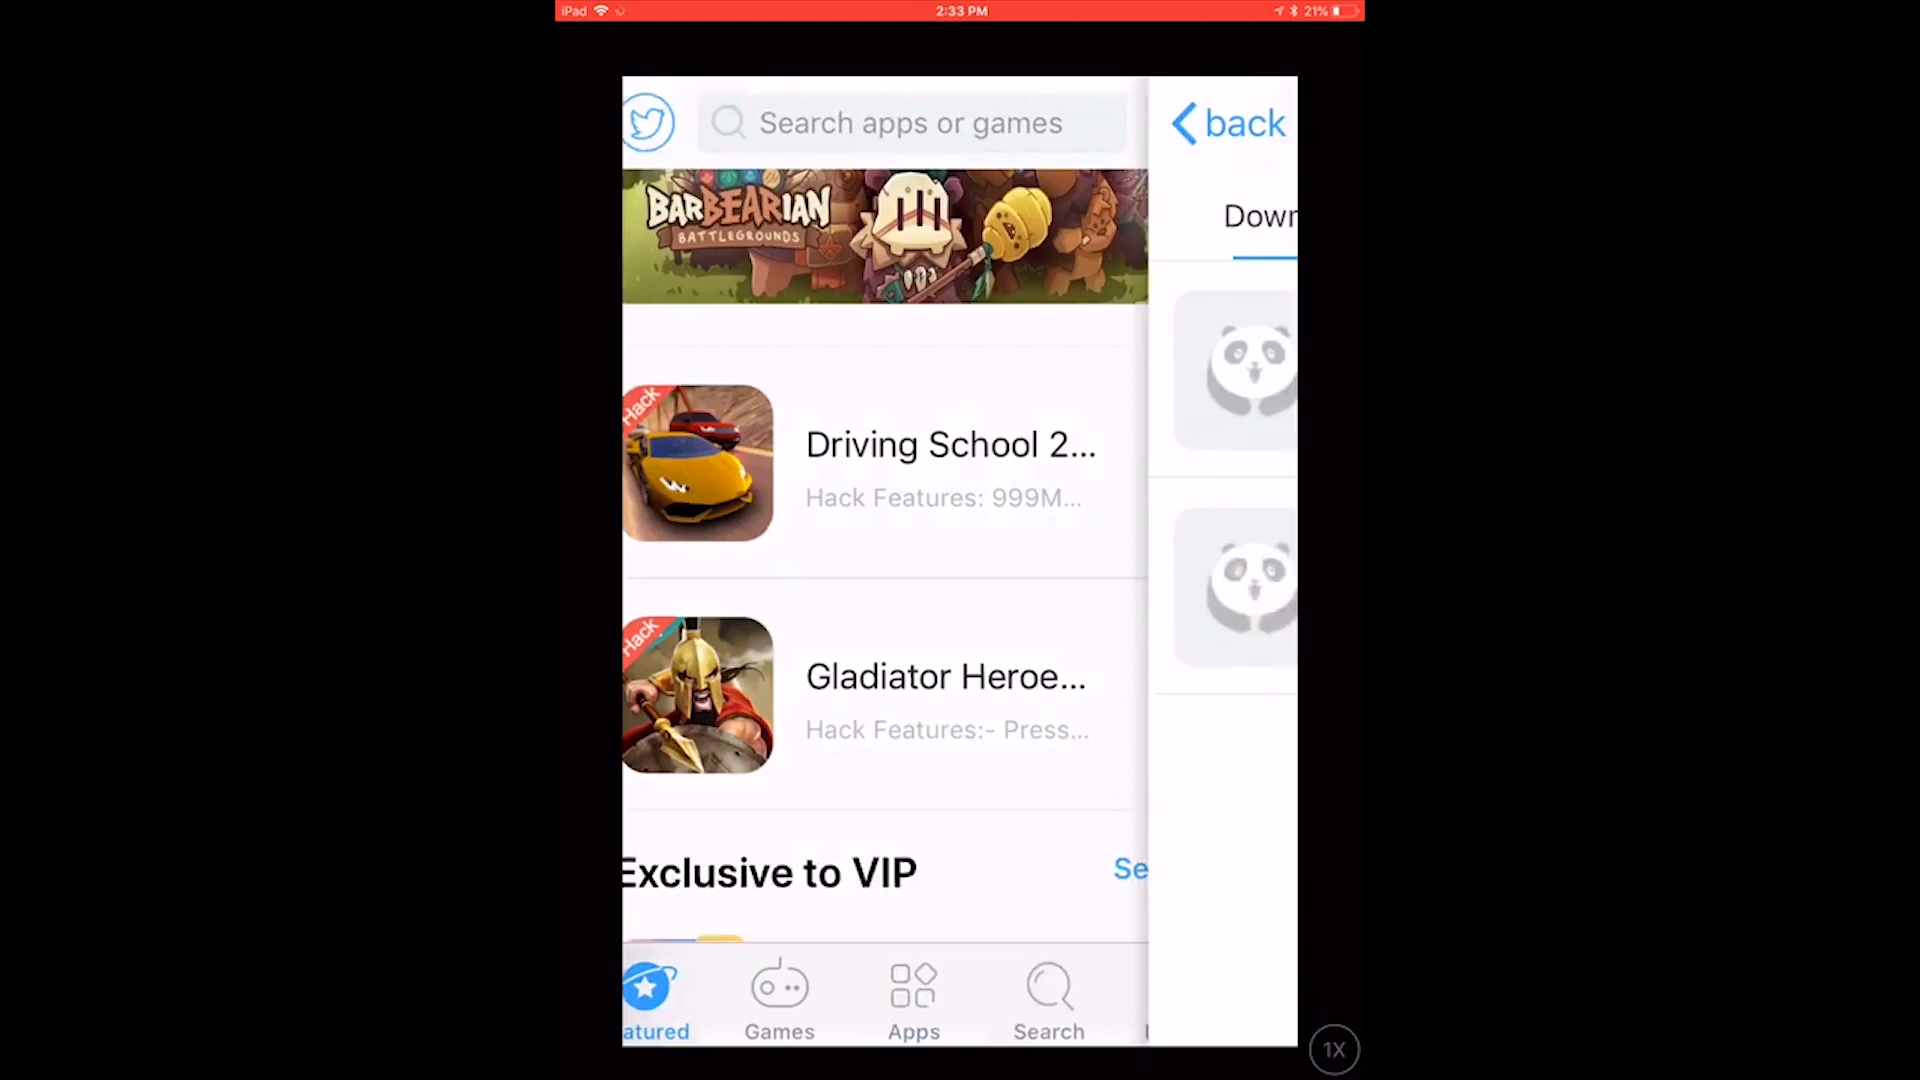 iPad
2:33 PM
21%
Search apps or games
back
BARBEARIAN
BATTLEGROUNDS
Down
Hack
Driving School 2...
Hack Features: 999M...
Hack
Gladiator Heroe...
Hack Features:- Press...
Exclusive to VIP
Se
atured
Games
Apps
Search
1X